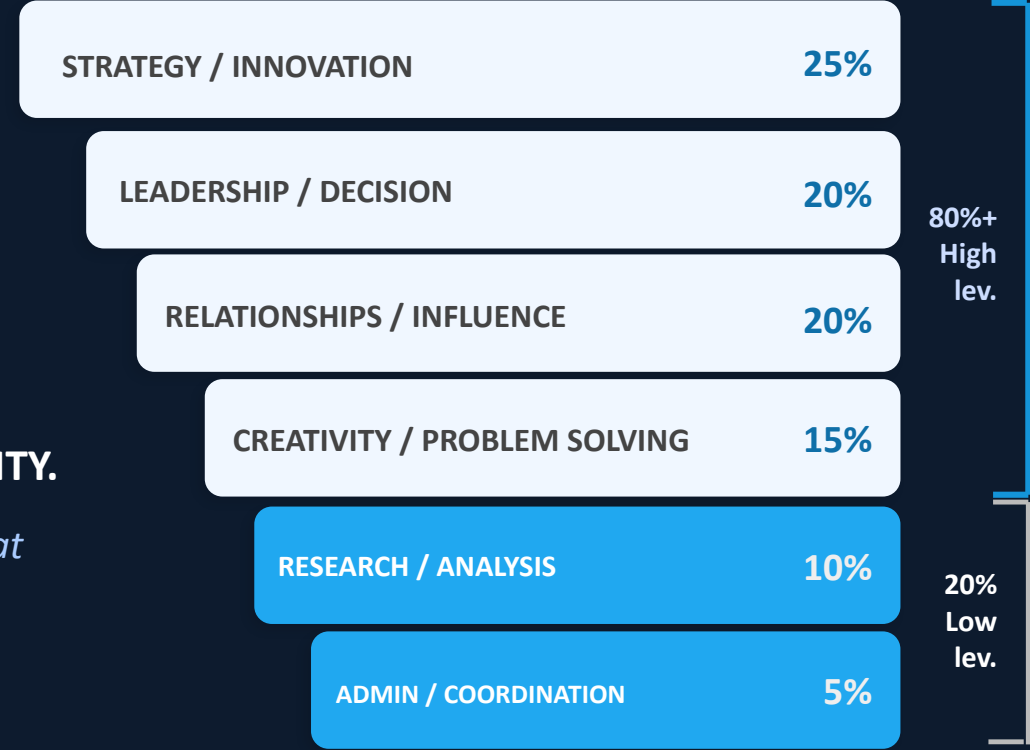 STRATEGY / INNOVATION 25%
LEADERSHIP / DECISION 20%
80%+
High
lev.
RELATIONSHIPS / INFLUENCE 20%
CREATIVITY / PROBLEM SOLVING 15%
ITY.
at
RESEARCH / ANALYSIS 10%
20%
Low
lev.
ADMIN / COORDINATION 5%